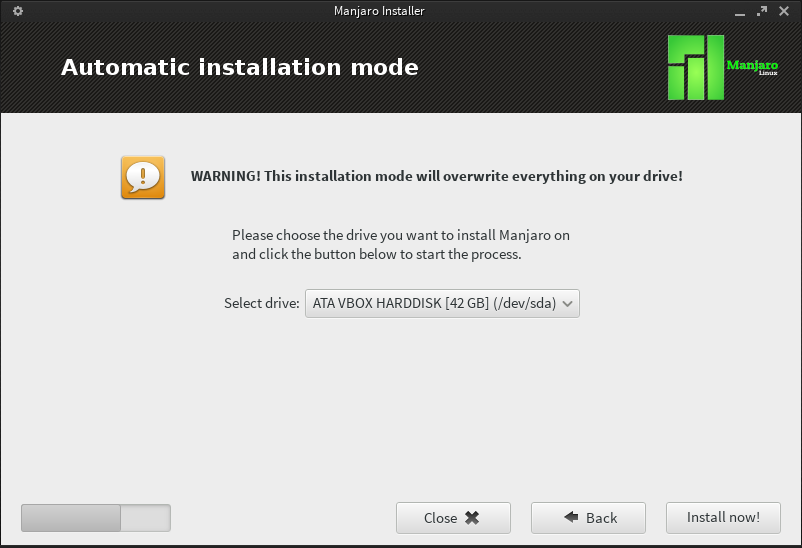 Manjaro Installer
Automatic installation mode
Manjaro
Linux
WARNING! This installation mode will overwrite everything on your drive!
Please choose the drive you want to install Manjaro on
and click the button below to start the process.
Select drive: ATA VBOX HARDDISK [42 GB] (/dev/sda)
Close Back Install now!